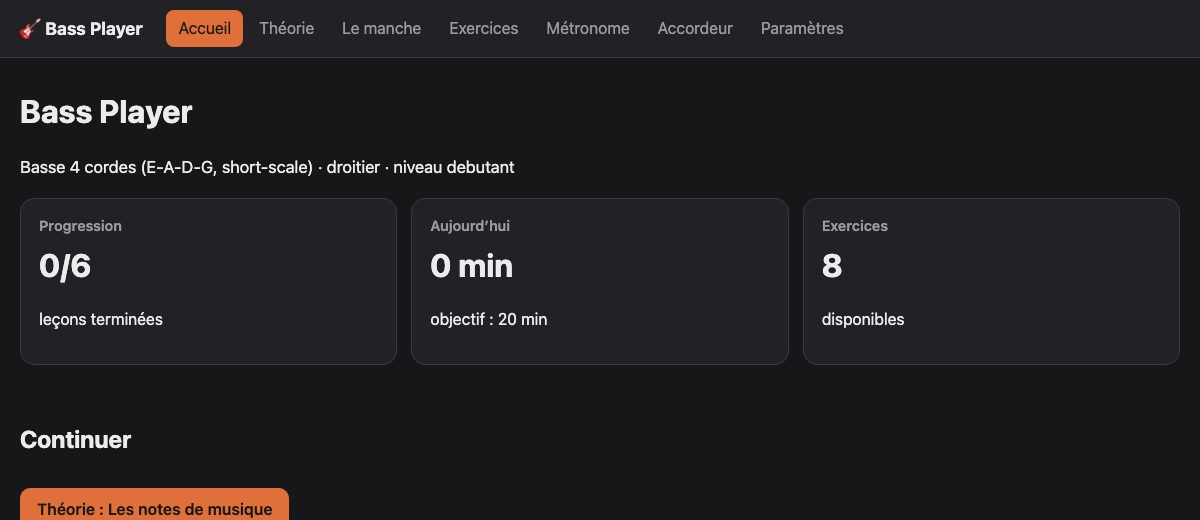 Bass Player Accueil Théorie Le manche Exercices Métronome Accordeur Paramètres
Bass Player
Basse 4 cordes (E-A-D-G, short-scale) · droitier · niveau debutant
Progression
0/6
leçons terminées
Aujourd’hui
0 min
objectif : 20 min
Exercices
8
disponibles
Continuer
Théorie : Les notes de musique